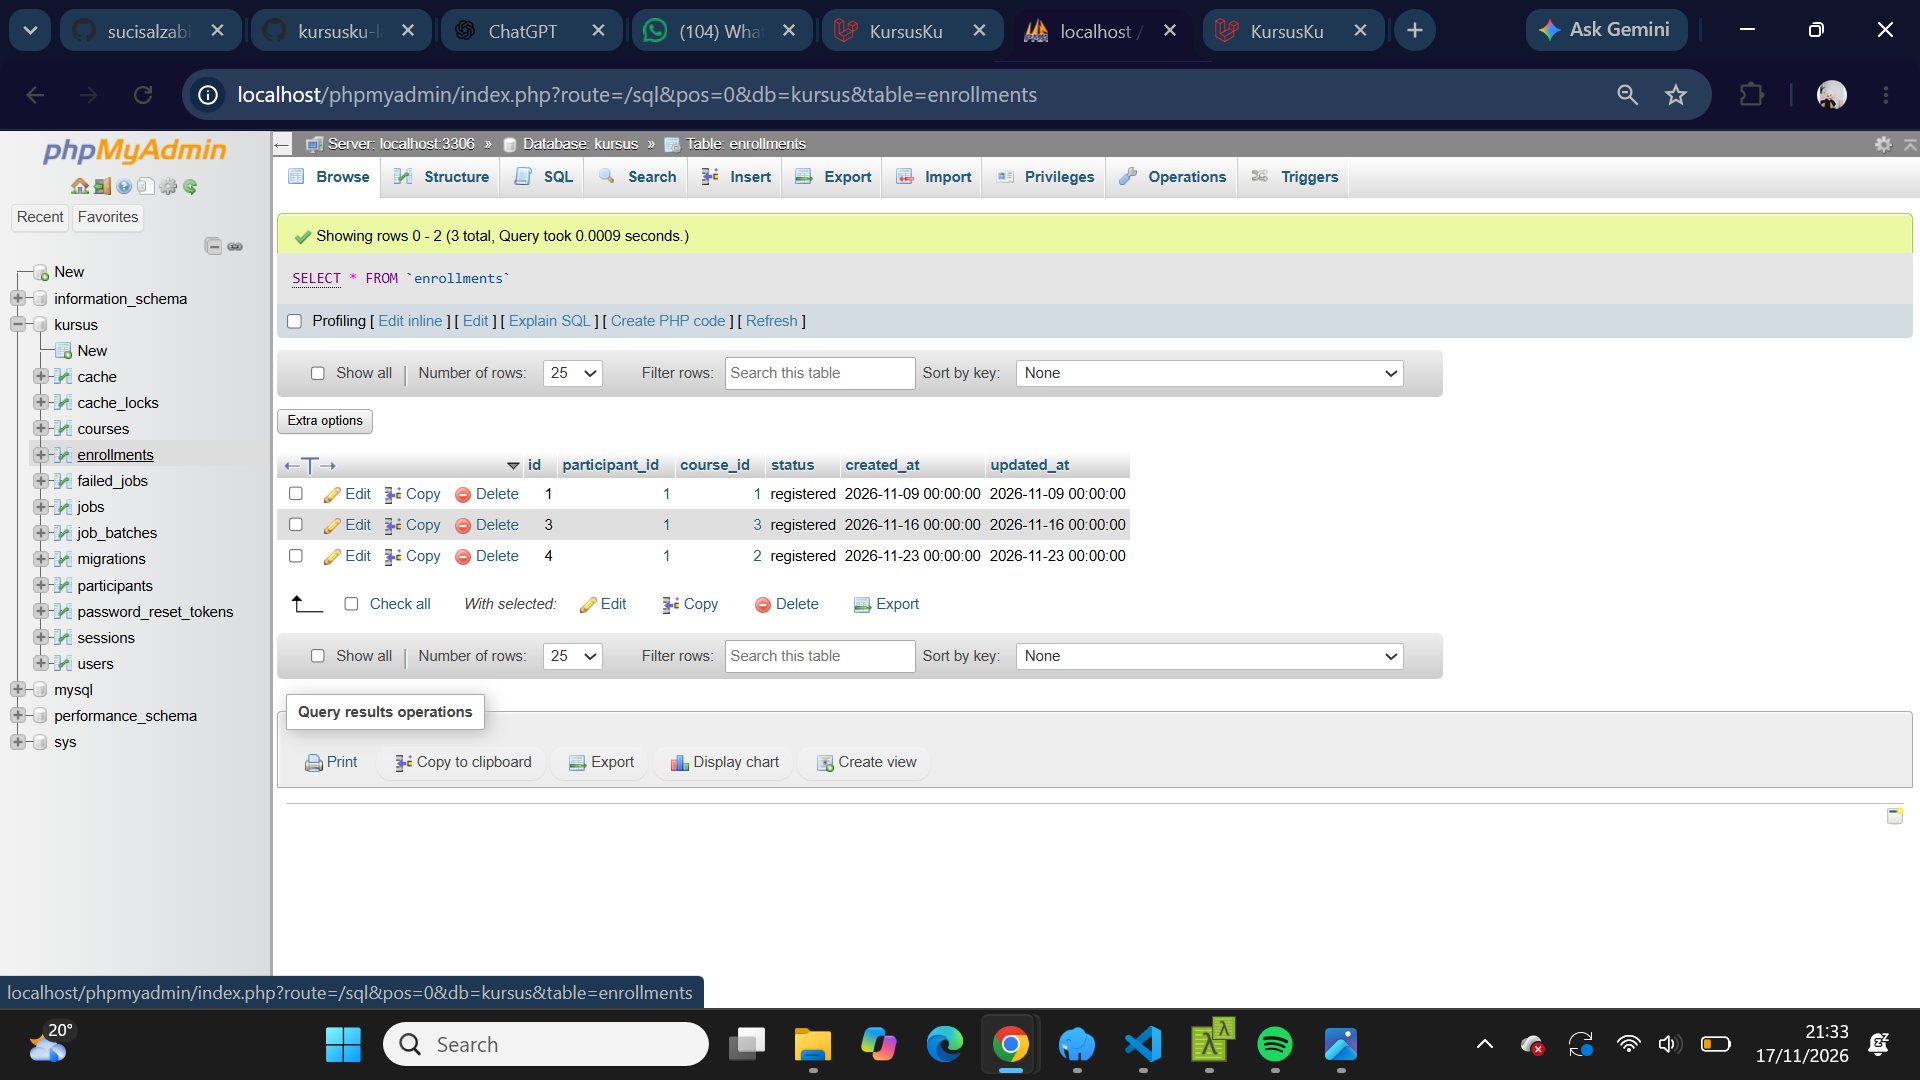 sucisalzabi
kursusku-l
ChatGPT
(104) What
KursusKu
localhost /
KursusKu
Ask Gemini
localhost/phpmyadmin/index.php?route=/sql&pos=0&db=kursus&table=enrollments
phpMyAdmin
Recent
Favorites
New
information_schema
kursus
New
cache
cache_locks
courses
enrollments
failed_jobs
jobs
job_batches
migrations
participants
password_reset_tokens
sessions
users
mysql
performance_schema
sys
Server: localhost:3306 » Database: kursus » Table: enrollments
Browse Structure SQL Search Insert Export Import Privileges Operations Triggers
Showing rows 0 - 2 (3 total, Query took 0.0009 seconds.)
SELECT * FROM `enrollments`
Profiling [ Edit inline ] [ Edit ] [ Explain SQL ] [ Create PHP code ] [ Refresh ]
Show all Number of rows: 25 Filter rows: Search this table Sort by key: None
Extra options
←T→ id participant_id course_id status created_at updated_at
Edit Copy Delete 1 1 1 registered 2026-11-09 00:00:00 2026-11-09 00:00:00
Edit Copy Delete 3 1 3 registered 2026-11-16 00:00:00 2026-11-16 00:00:00
Edit Copy Delete 4 1 2 registered 2026-11-23 00:00:00 2026-11-23 00:00:00
Check all With selected: Edit Copy Delete Export
Show all Number of rows: 25 Filter rows: Search this table Sort by key: None
Query results operations
Print Copy to clipboard Export Display chart Create view
localhost/phpmyadmin/index.php?route=/sql&pos=0&db=kursus&table=enrollments
20°
Search
21:33
17/11/2026